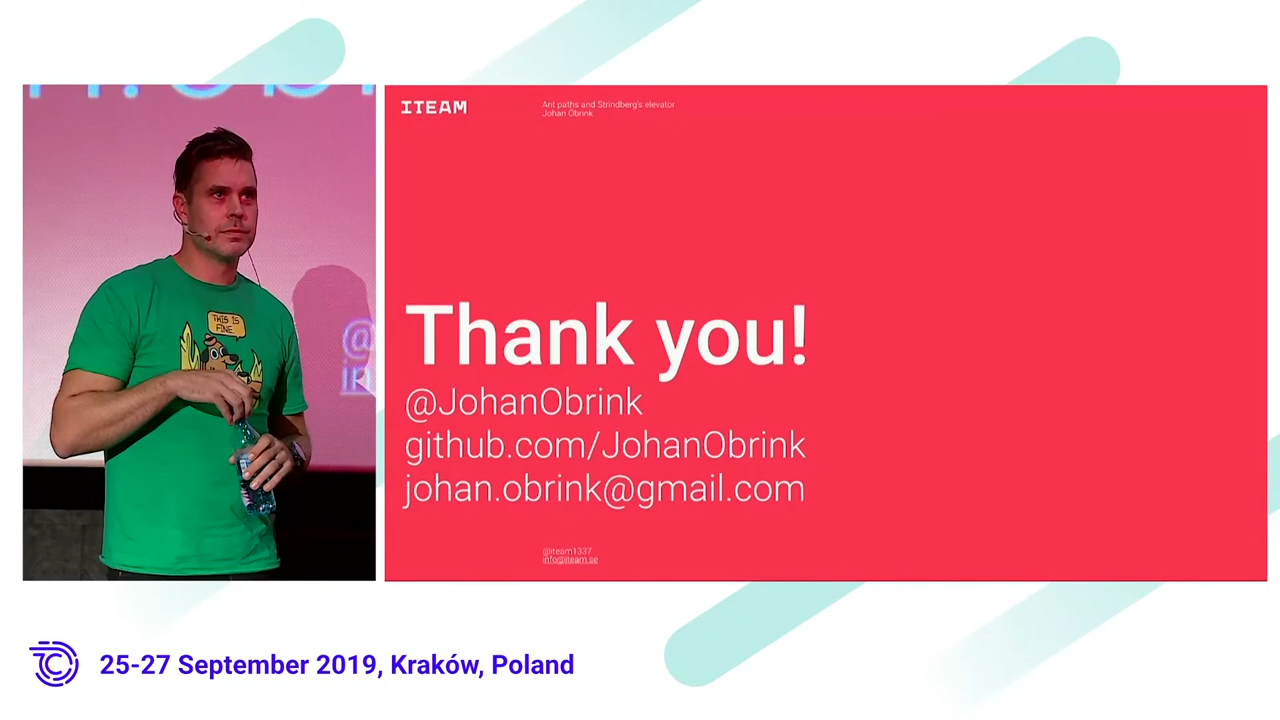 THIS IS
FINE.
@
in
ITEAM
Ant paths and Strindberg's elevator
Johan Obrink
Thank you!
@JohanObrink
github.com/JohanObrink
johan.obrink@gmail.com
@iteam1337
info@iteam.se
25-27 September 2019, Kraków, Poland